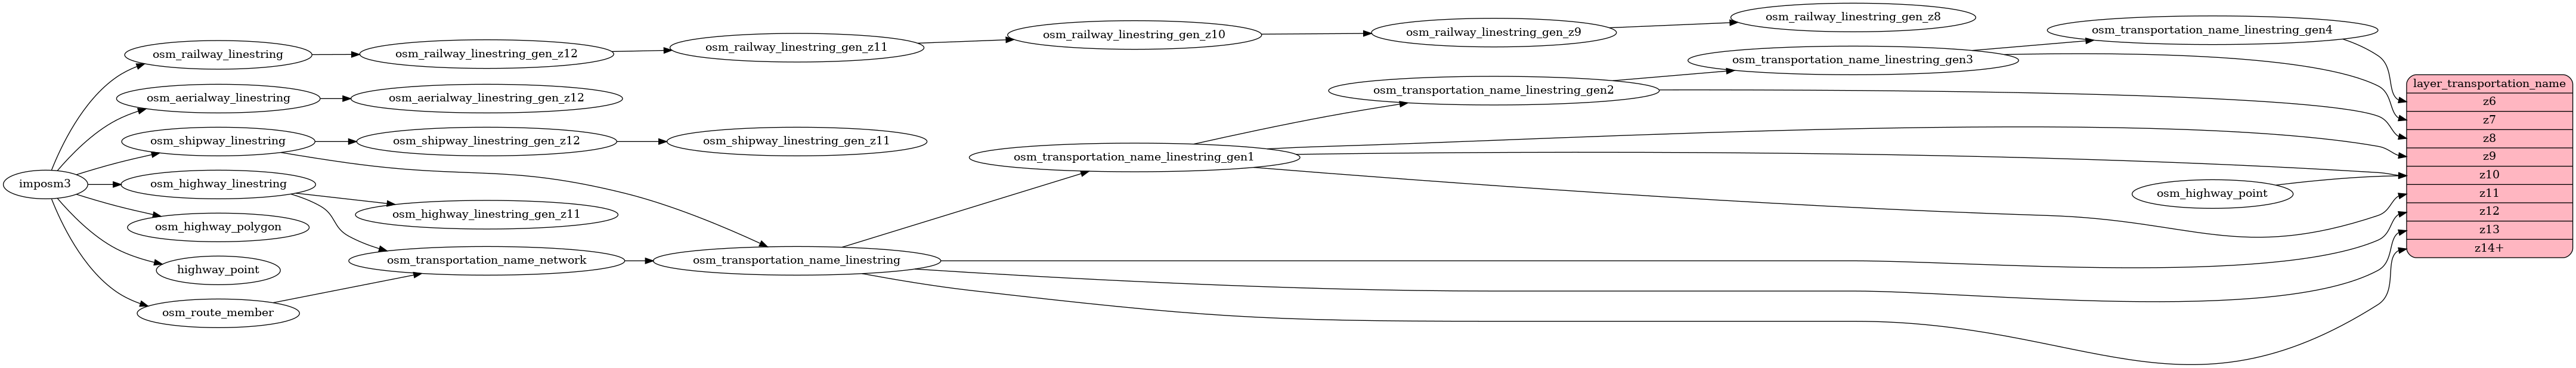 imposm3
osm_railway_linestring
osm_aerialway_linestring
osm_shipway_linestring
osm_highway_linestring
osm_highway_polygon
highway_point
osm_route_member
osm_railway_linestring_gen_z12
osm_aerialway_linestring_gen_z12
osm_shipway_linestring_gen_z12
osm_highway_linestring_gen_z11
osm_transportation_name_network
osm_railway_linestring_gen_z11
osm_shipway_linestring_gen_z11
osm_transportation_name_linestring
osm_railway_linestring_gen_z10
osm_transportation_name_linestring_gen1
osm_railway_linestring_gen_z9
osm_transportation_name_linestring_gen2
osm_railway_linestring_gen_z8
osm_transportation_name_linestring_gen3
osm_transportation_name_linestring_gen4
osm_highway_point
layer_transportation_name
z6
z7
z8
z9
z10
z11
z12
z13
z14+